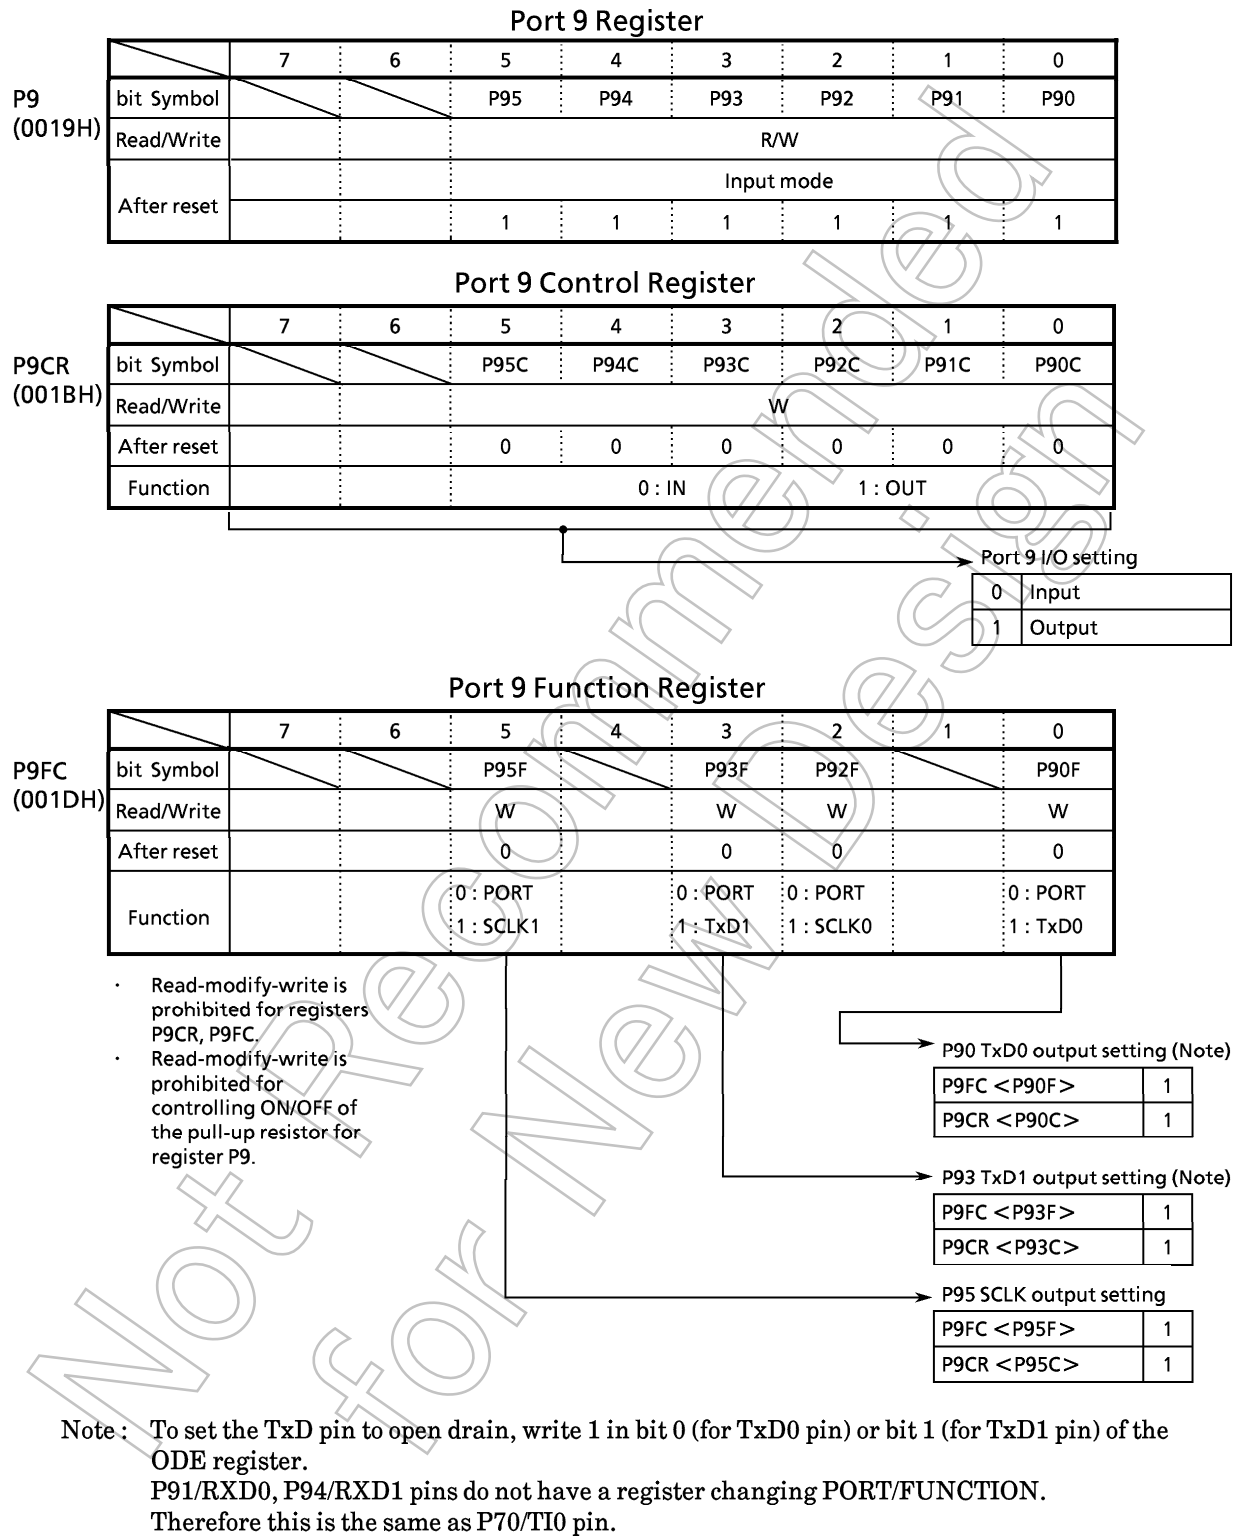 Port 9 Register
7 6 5 4 3 2 1 0
P9
(0019H)
bit Symbol P95 P94 P93 P92 P91 P90
Read/Write R/W
After reset Input mode
1 1 1 1 1 1
Port 9 Control Register
7 6 5 4 3 2 1 0
P9CR
(001BH)
bit Symbol P95C P94C P93C P92C P91C P90C
Read/Write W
After reset 0 0 0 0 0 0
Function 0 : IN 1 : OUT
Port 9 I/O setting
0 Input
1 Output
Port 9 Function Register
7 6 5 4 3 2 1 0
P9FC
(001DH)
bit Symbol P95F P93F P92F P90F
Read/Write W W W W
After reset 0 0 0 0
Function
0 : PORT 0 : PORT 0 : PORT 0 : PORT
1 : SCLK1 1 : TxD1 1 : SCLK0 1 : TxD0
· Read-modify-write is
prohibited for registers
P9CR, P9FC.
· Read-modify-write is
prohibited for
controlling ON/OFF of
the pull-up resistor for
register P9.
P90 TxD0 output setting (Note)
P9FC <P90F> 1
P9CR <P90C> 1
P93 TxD1 output setting (Note)
P9FC <P93F> 1
P9CR <P93C> 1
P95 SCLK output setting
P9FC <P95F> 1
P9CR <P95C> 1
Note : To set the TxD pin to open drain, write 1 in bit 0 (for TxD0 pin) or bit 1 (for TxD1 pin) of the
ODE register.
P91/RXD0, P94/RXD1 pins do not have a register changing PORT/FUNCTION.
Therefore this is the same as P70/TI0 pin.
Not Recommended
for New Design